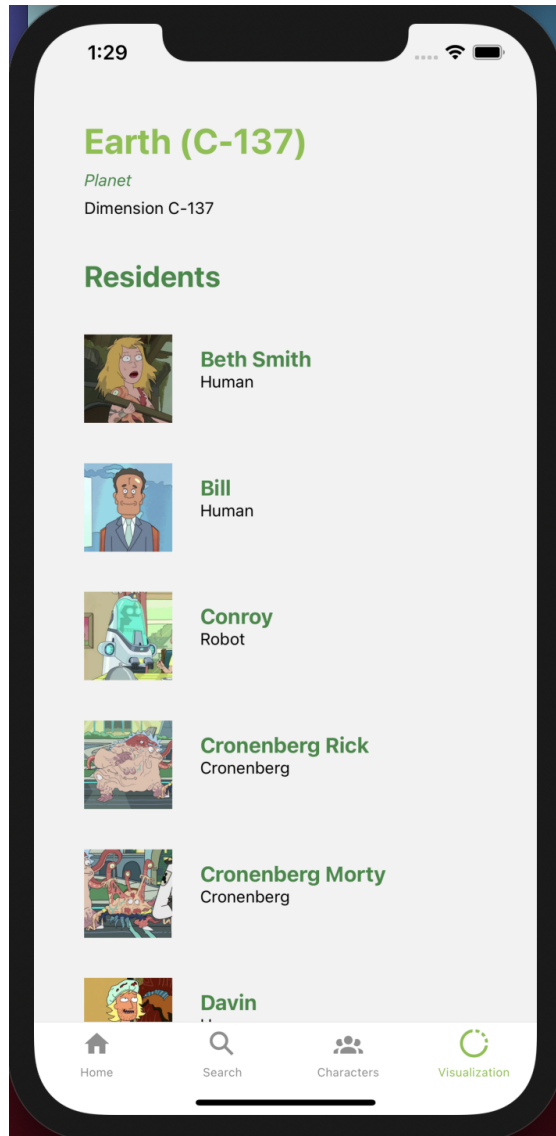 1:29
Earth (C-137)
Planet
Dimension C-137
Residents
Beth Smith
Human
Bill
Human
Conroy
Robot
Cronenberg Rick
Cronenberg
Cronenberg Morty
Cronenberg
Davin
Home
Search
Characters
Visualization